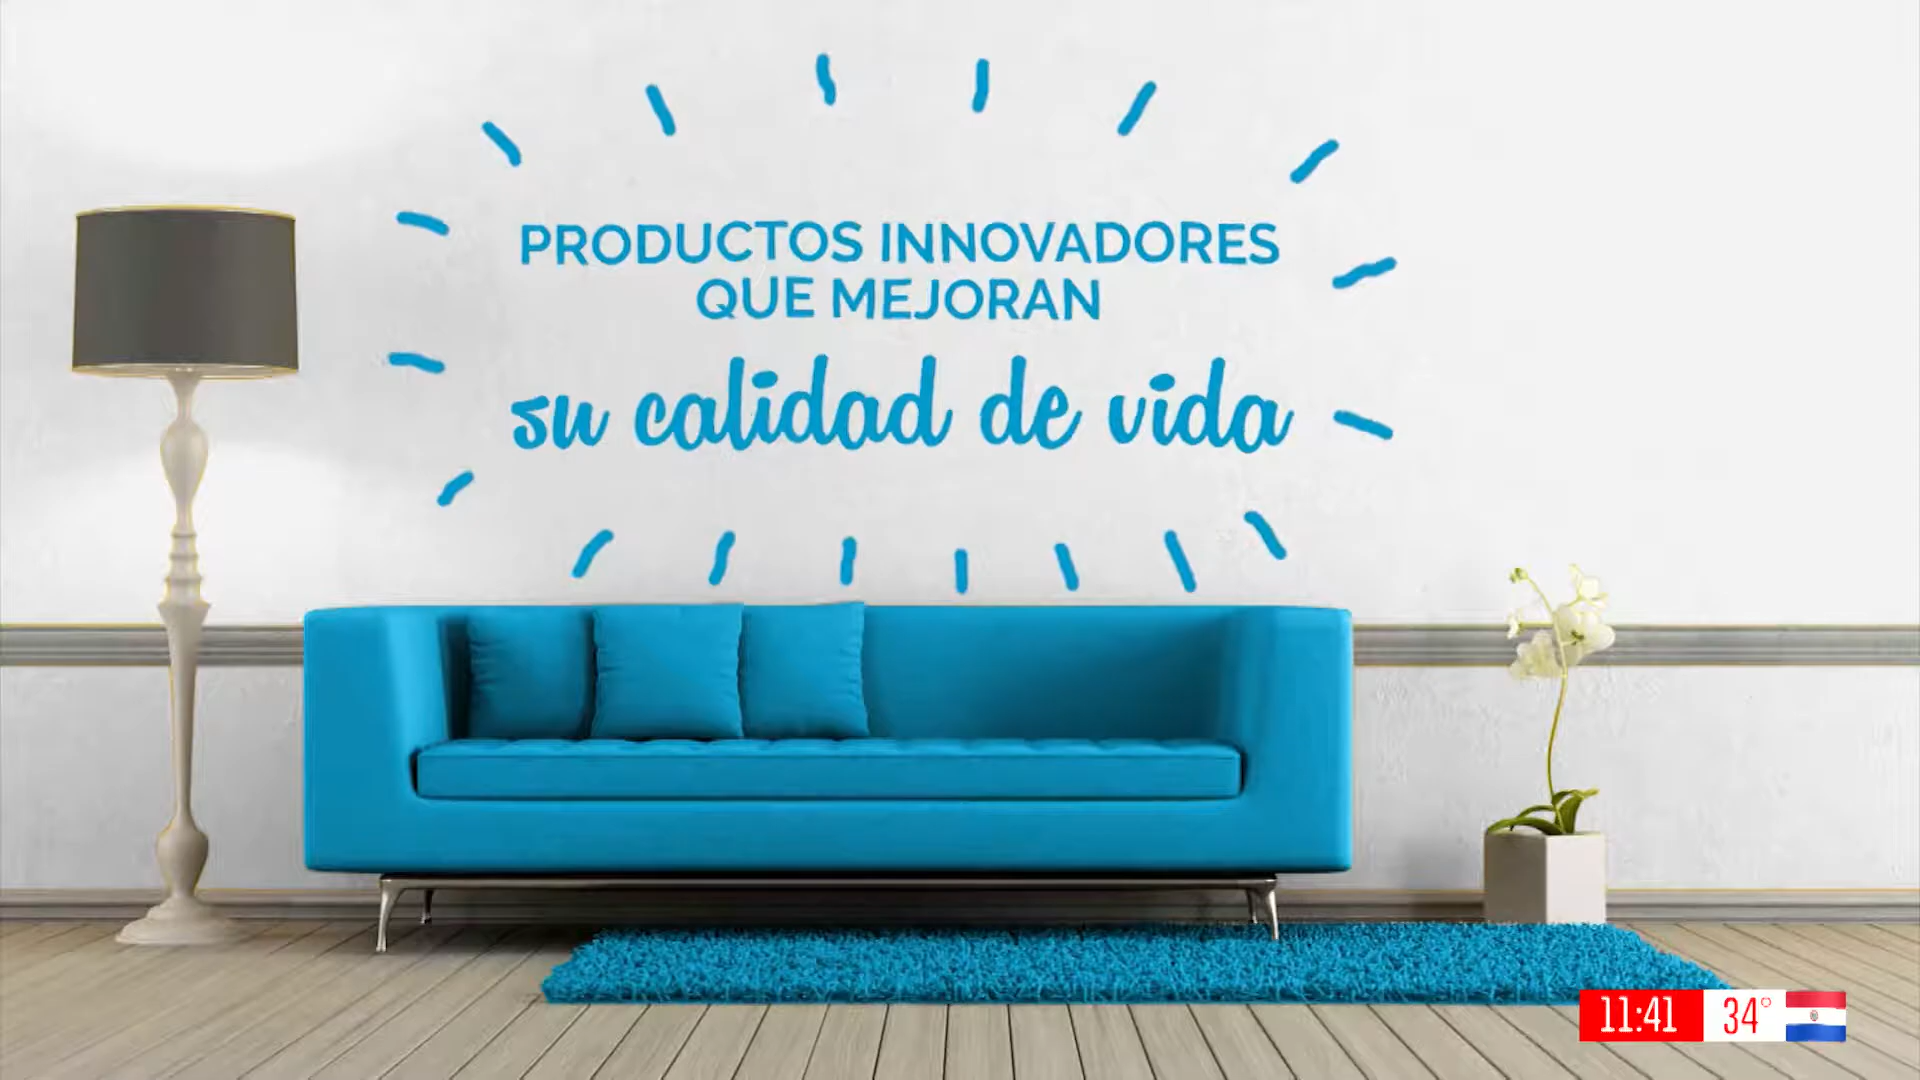 PRODUCTOS INNOVADORES
QUE MEJORAN
su calidad de vida
11:41 34°